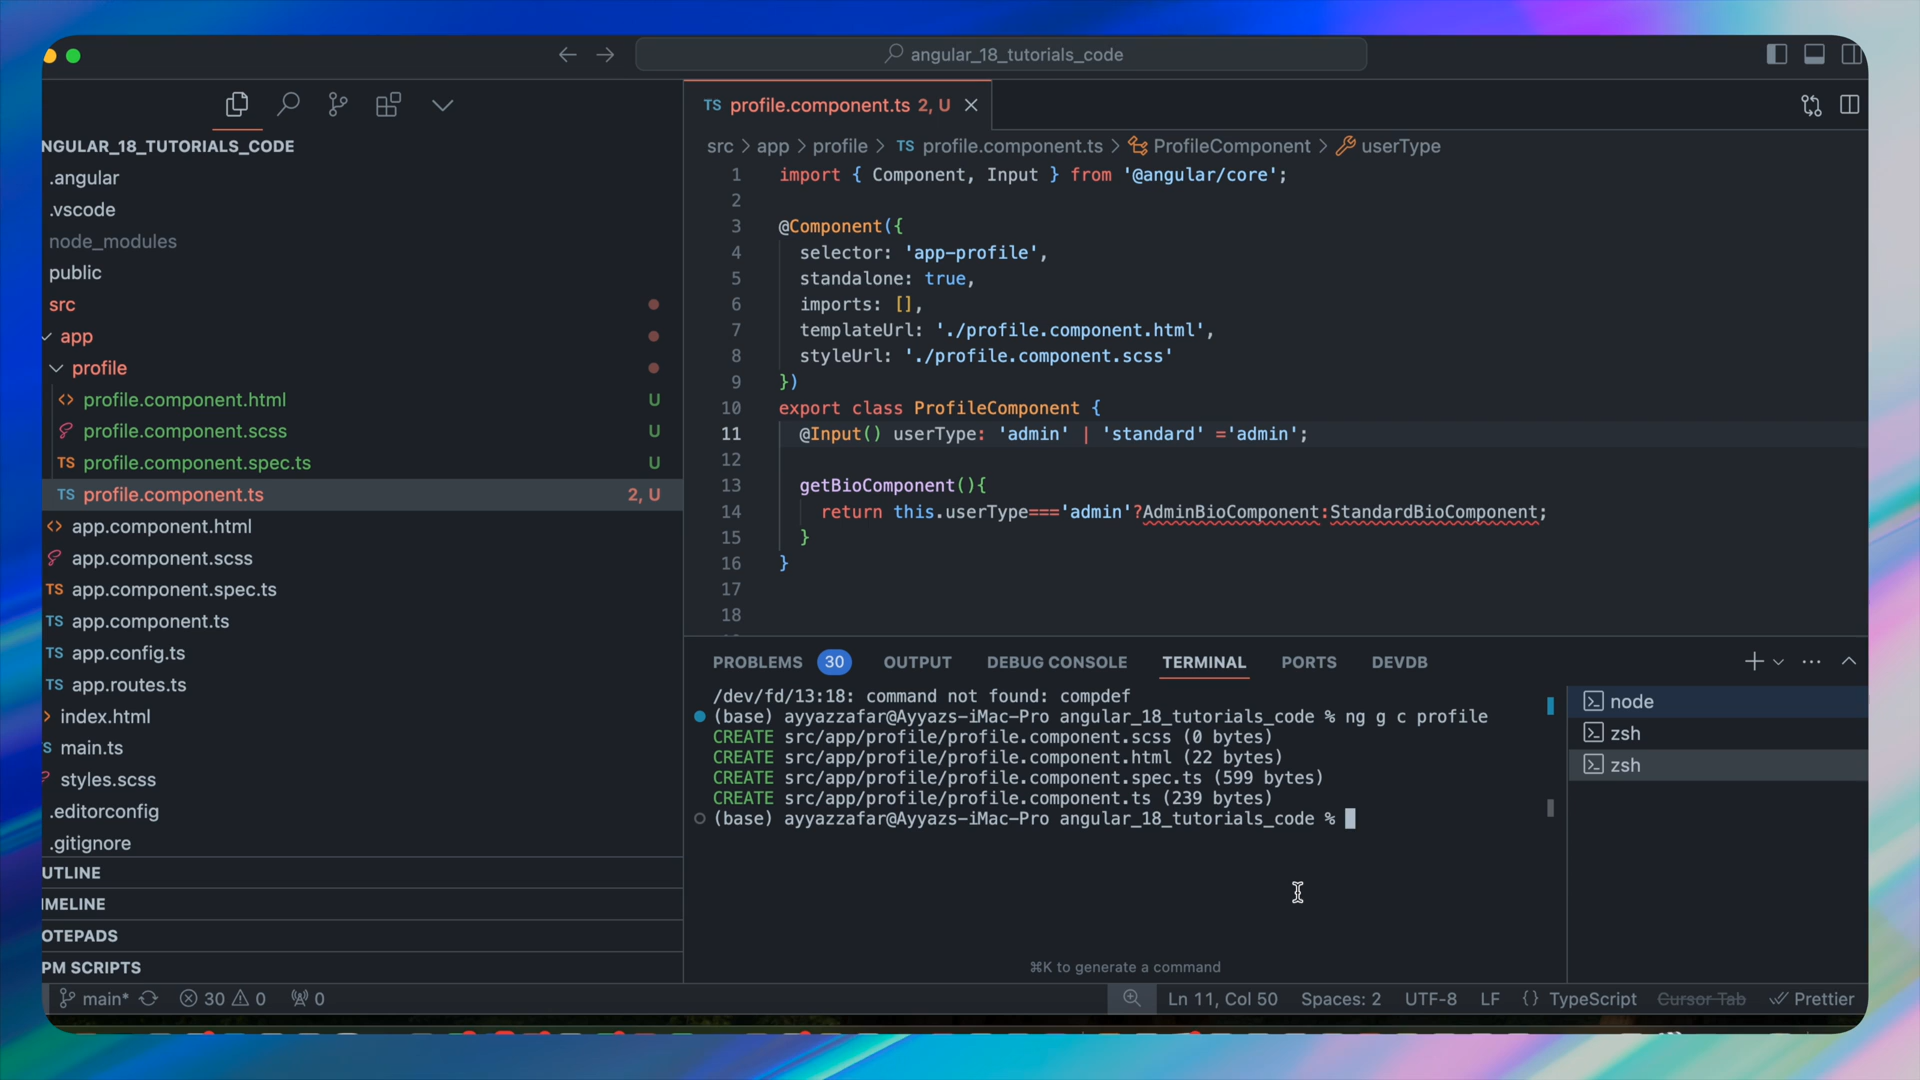 angular_18_tutorials_code
NGULAR_18_TUTORIALS_CODE
.angular
.vscode
node_modules
public
src
app
profile
profile.component.html U
profile.component.scss U
TS profile.component.spec.ts U
TS profile.component.ts 2, U
app.component.html
app.component.scss
TS app.component.spec.ts
TS app.component.ts
TS app.config.ts
TS app.routes.ts
index.html
S main.ts
styles.scss
.editorconfig
.gitignore
UTLINE
IMELINE
OTEPADS
PM SCRIPTS
TS profile.component.ts 2, U
src > app > profile > TS profile.component.ts > ProfileComponent > userType
1 import { Component, Input } from '@angular/core';
2
3 @Component({
4 selector: 'app-profile',
5 standalone: true,
6 imports: [],
7 templateUrl: './profile.component.html',
8 styleUrl: './profile.component.scss'
9 })
10 export class ProfileComponent {
11 @Input() userType: 'admin' | 'standard' ='admin';
12
13 getBioComponent(){
14 return this.userType==='admin'?AdminBioComponent:StandardBioComponent;
15 }
16 }
17
18
PROBLEMS 30 OUTPUT DEBUG CONSOLE TERMINAL PORTS DEVDB
/dev/fd/13:18: command not found: compdef
(base) ayyazzafar@Ayyazs-iMac-Pro angular_18_tutorials_code % ng g c profile
CREATE src/app/profile/profile.component.scss (0 bytes)
CREATE src/app/profile/profile.component.html (22 bytes)
CREATE src/app/profile/profile.component.spec.ts (599 bytes)
CREATE src/app/profile/profile.component.ts (239 bytes)
(base) ayyazzafar@Ayyazs-iMac-Pro angular_18_tutorials_code %
node
zsh
zsh
⌘K to generate a command
main* 30 0 0 Ln 11, Col 50 Spaces: 2 UTF-8 LF {} TypeScript Cursor Tab Prettier